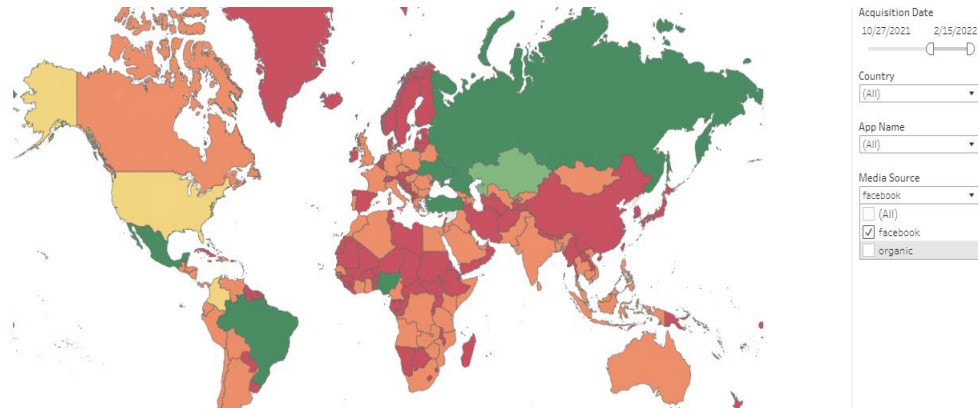 Acquisition Date
10/27/2021 2/15/2022
Country
(All)
App Name
(All)
Media Source
facebook
(All)
facebook
organic